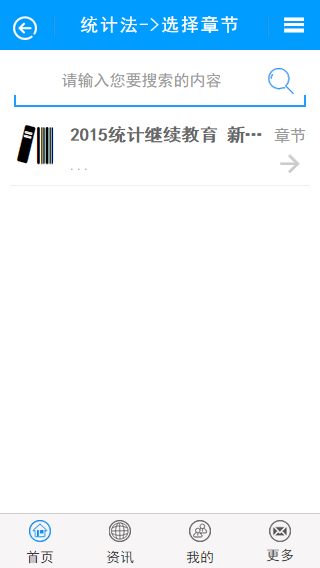 统计法->选择章节
请输入您要搜索的内容
2015统计继续教育 新… 章节
...
首页 资讯 我的 更多